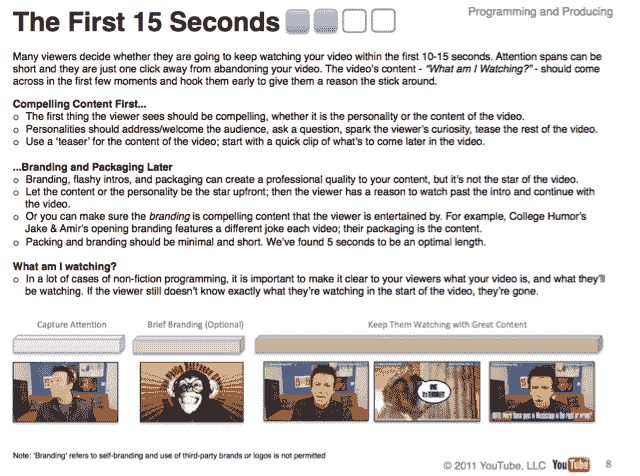 The First 15 Seconds
Programming and Producing
Many viewers decide whether they are going to keep watching your video within the first 10-15 seconds. Attention spans can be
short and they are just one click away from abandoning your video. The video's content - "What am I Watching?" - should come
across in the first few moments and hook them early to give them a reason the stick around.
Compelling Content First...
o The first thing the viewer sees should be compelling, whether it is the personality or the content of the video.
o Personalities should address/welcome the audience, ask a question, spark the viewer's curiosity, tease the rest of the video.
o Use a 'teaser' for the content of the video; start with a quick clip of what's to come later in the video.
...Branding and Packaging Later
o Branding, flashy intros, and packaging can create a professional quality to your content, but it's not the star of the video.
o Let the content or the personality be the star upfront; then the viewer has a reason to watch past the intro and continue with
the video.
o Or you can make sure the branding is compelling content that the viewer is entertained by. For example, College Humor's
Jake & Amir's opening branding features a different joke each video; their packaging is the content.
o Packing and branding should be minimal and short. We've found 5 seconds to be an optimal length.
What am I watching?
o In a lot of cases of non-fiction programming, it is important to make it clear to your viewers what your video is, and what they'll
be watching. If the viewer still doesn't know exactly what they're watching in the start of the video, they're gone.
Capture Attention
Brief Branding (Optional)
Keep Them Watching with Great Content
Note: 'Branding' refers to self-branding and use of third-party brands or logos is not permitted
© 2011 YouTube, LLC YouTube 8